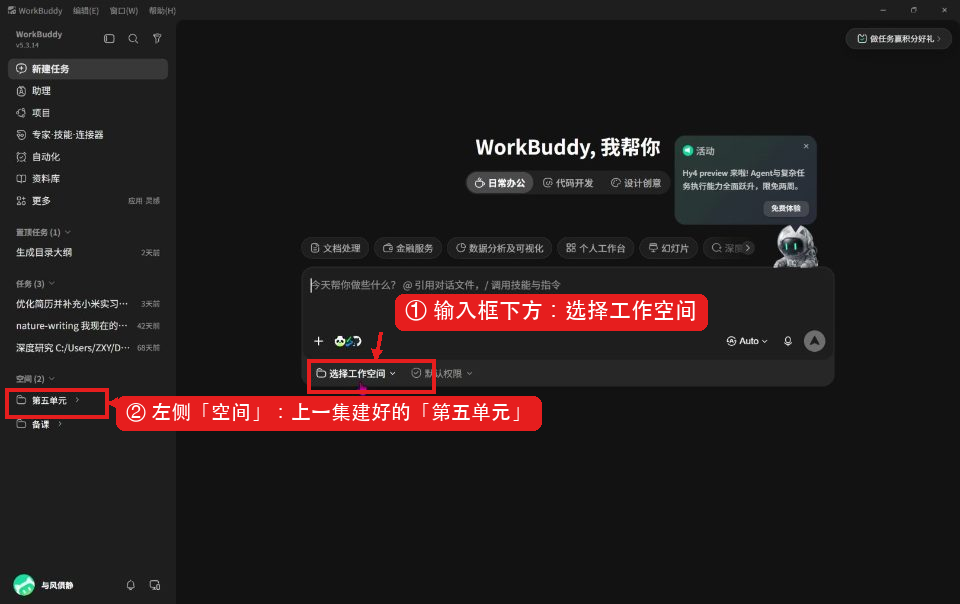 WorkBuddy 编辑(E) 窗口(W) 帮助(H)
WorkBuddy
v5.3.14
新建任务
助理
项目
专家·技能·连接器
自动化
资料库
更多 应用·灵感
置顶任务 (1)
生成目录大纲 2天前
任务 (3)
优化简历并补充小米实习··· 3天前
nature-writing 我现在的··· 42天前
深度研究 C:/Users/ZXY/D··· 68天前
空间 (2)
第五单元
备课
与风俱静
做任务赢积分好礼
WorkBuddy, 我帮你
日常办公 代码开发 设计创意
活动
Hy4 preview 来啦! Agent与复杂任
务执行能力全面跃升，限免两周。
免费体验
文档处理 金融服务 数据分析及可视化 个人工作台 幻灯片 深度
今天帮你做些什么？ @ 引用对话文件，/ 调用技能与指令
① 输入框下方：选择工作空间
Auto
选择工作空间 默认权限
② 左侧「空间」：上一集建好的「第五单元」